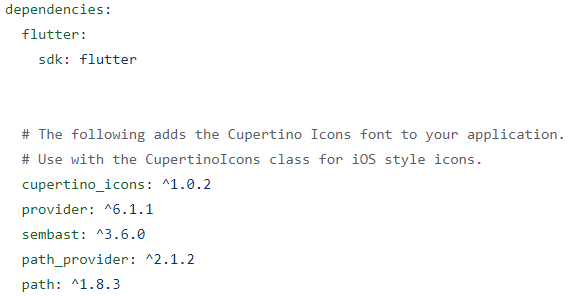 dependencies:
flutter:
sdk: flutter
# The following adds the Cupertino Icons font to your application.
# Use with the CupertinoIcons class for iOS style icons.
cupertino_icons: ^1.0.2
provider: ^6.1.1
sembast: ^3.6.0
path_provider: ^2.1.2
path: ^1.8.3